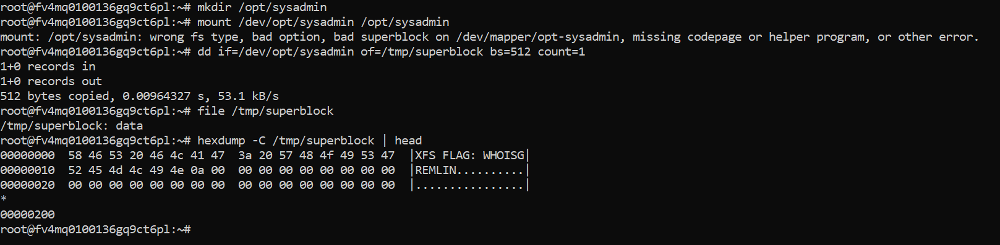 root@fv4mq0100136gq9ct6pl:~# mkdir /opt/sysadmin
root@fv4mq0100136gq9ct6pl:~# mount /dev/opt/sysadmin /opt/sysadmin
mount: /opt/sysadmin: wrong fs type, bad option, bad superblock on /dev/mapper/opt-sysadmin, missing codepage or helper program, or other error.
root@fv4mq0100136gq9ct6pl:~# dd if=/dev/opt/sysadmin of=/tmp/superblock bs=512 count=1
1+0 records in
1+0 records out
512 bytes copied, 0.00964327 s, 53.1 kB/s
root@fv4mq0100136gq9ct6pl:~# file /tmp/superblock
/tmp/superblock: data
root@fv4mq0100136gq9ct6pl:~# hexdump -C /tmp/superblock | head
00000000  58 46 53 20 46 4c 41 47  3a 20 57 48 4f 49 53 47  |XFS FLAG: WHOISG|
00000010  52 45 4d 4c 49 4e 0a 00  00 00 00 00 00 00 00 00  |REMLIN..........|
00000020  00 00 00 00 00 00 00 00  00 00 00 00 00 00 00 00  |................|
*
00000200
root@fv4mq0100136gq9ct6pl:~#